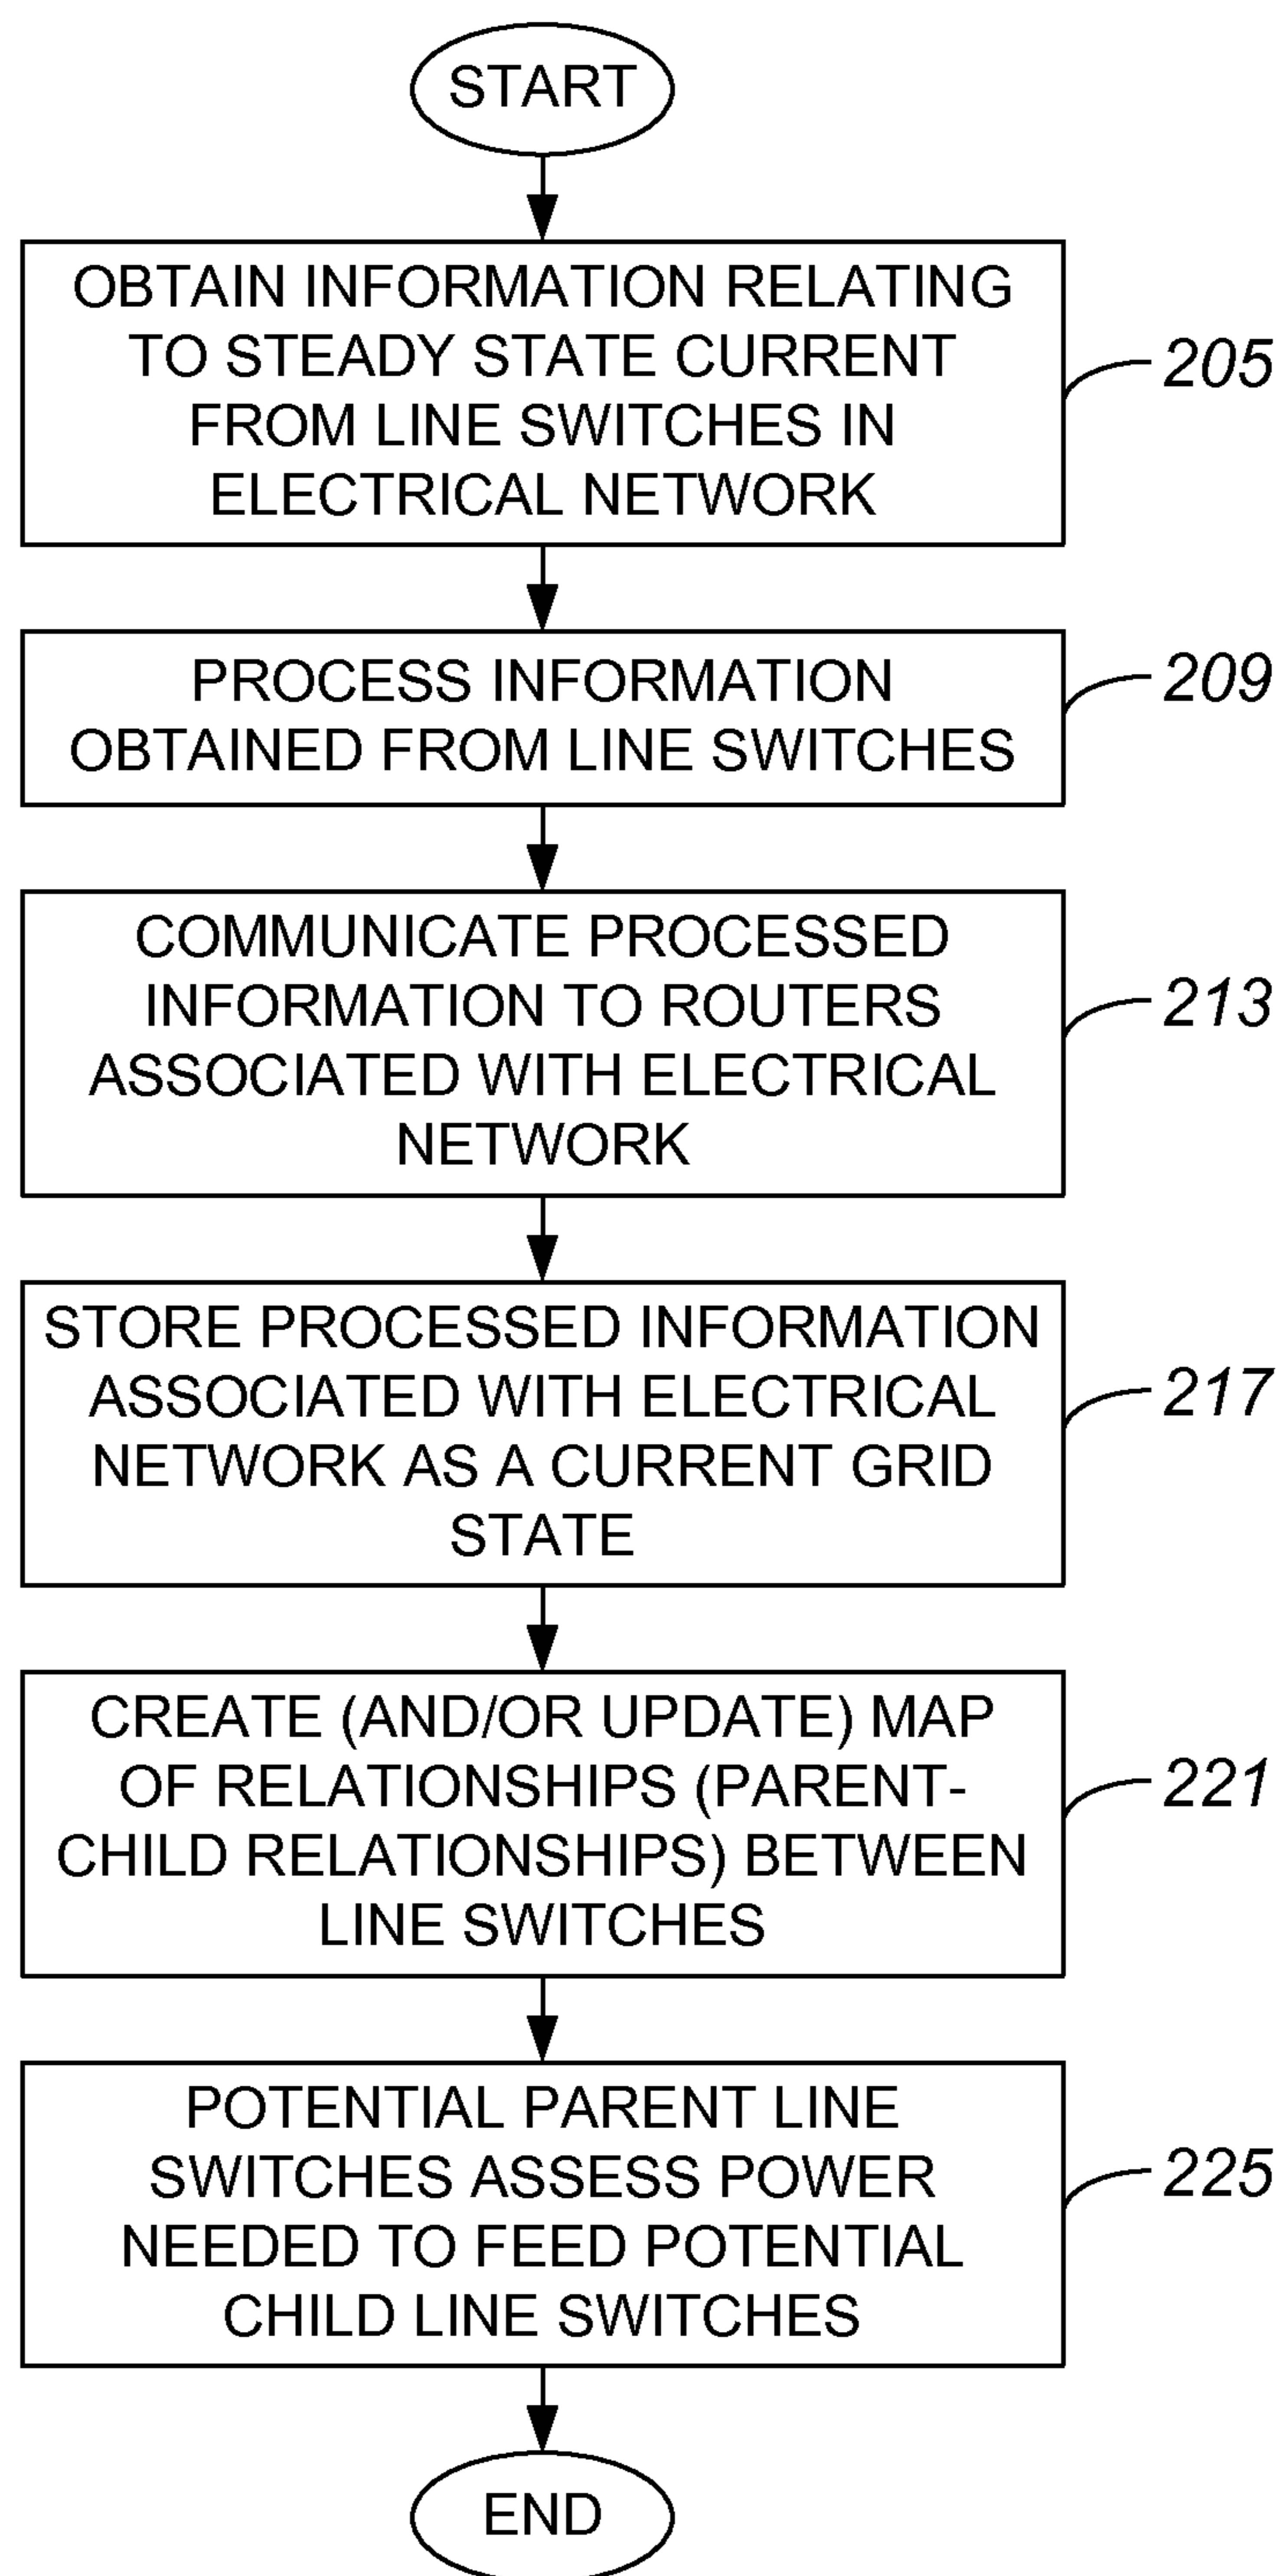 START
OBTAIN INFORMATION RELATING
TO STEADY STATE CURRENT
FROM LINE SWITCHES IN
ELECTRICAL NETWORK
205
PROCESS INFORMATION
OBTAINED FROM LINE SWITCHES
209
COMMUNICATE PROCESSED
INFORMATION TO ROUTERS
ASSOCIATED WITH ELECTRICAL
NETWORK
213
STORE PROCESSED INFORMATION
ASSOCIATED WITH ELECTRICAL
NETWORK AS A CURRENT GRID
STATE
217
CREATE (AND/OR UPDATE) MAP
OF RELATIONSHIPS (PARENT-
CHILD RELATIONSHIPS) BETWEEN
LINE SWITCHES
221
POTENTIAL PARENT LINE
SWITCHES ASSESS POWER
NEEDED TO FEED POTENTIAL
CHILD LINE SWITCHES
225
END